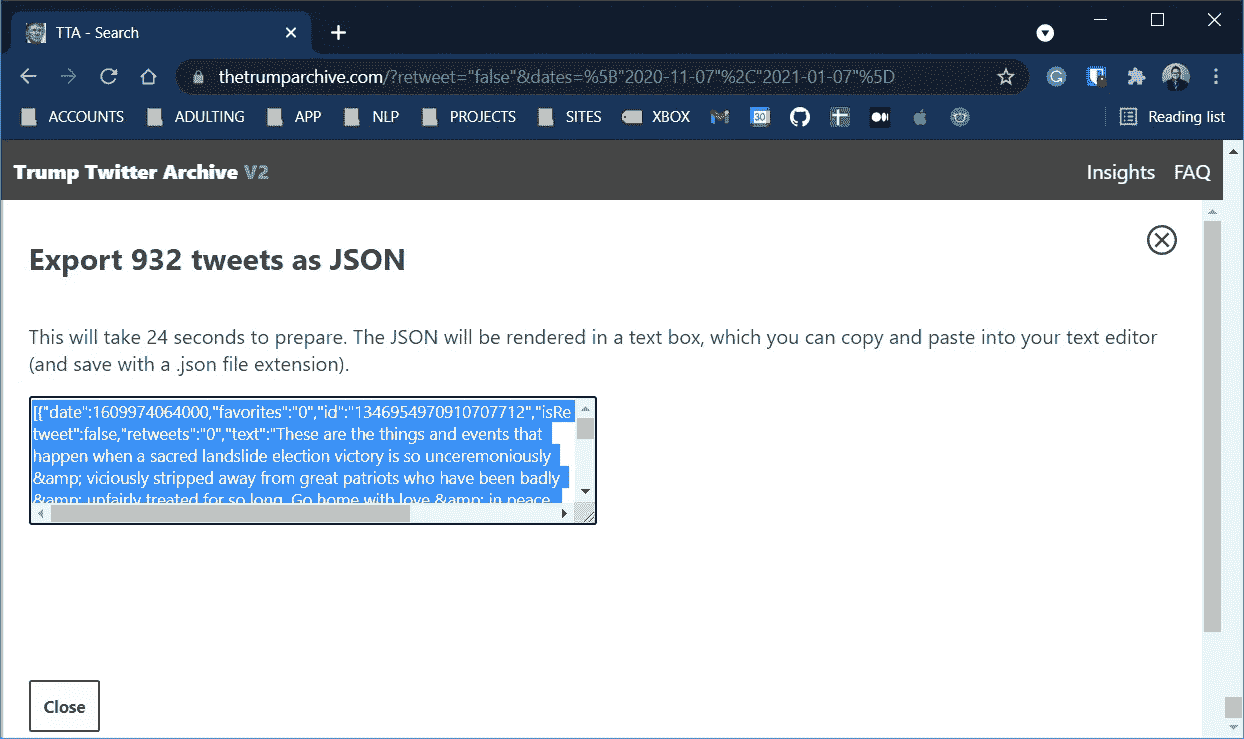 TTA - Search
thetrumparchive.com/?retweet="false"&dates=%5B"2020-11-07"%2C"2021-01-07"%5D
ACCOUNTS ADULTING APP NLP PROJECTS SITES XBOX 30 Reading list
Trump Twitter Archive V2 Insights FAQ
Export 932 tweets as JSON
This will take 24 seconds to prepare. The JSON will be rendered in a text box, which you can copy and paste into your text editor
(and save with a .json file extension).
[{"date":1609974064000,"favorites":"0","id":"1346954970910707712","isRe
tweet":false,"retweets":"0","text":"These are the things and events that
happen when a sacred landslide election victory is so unceremoniously
&amp; viciously stripped away from great patriots who have been badly
&amp; unfairly treated for so long. Go home with love &amp; in peace.
Close